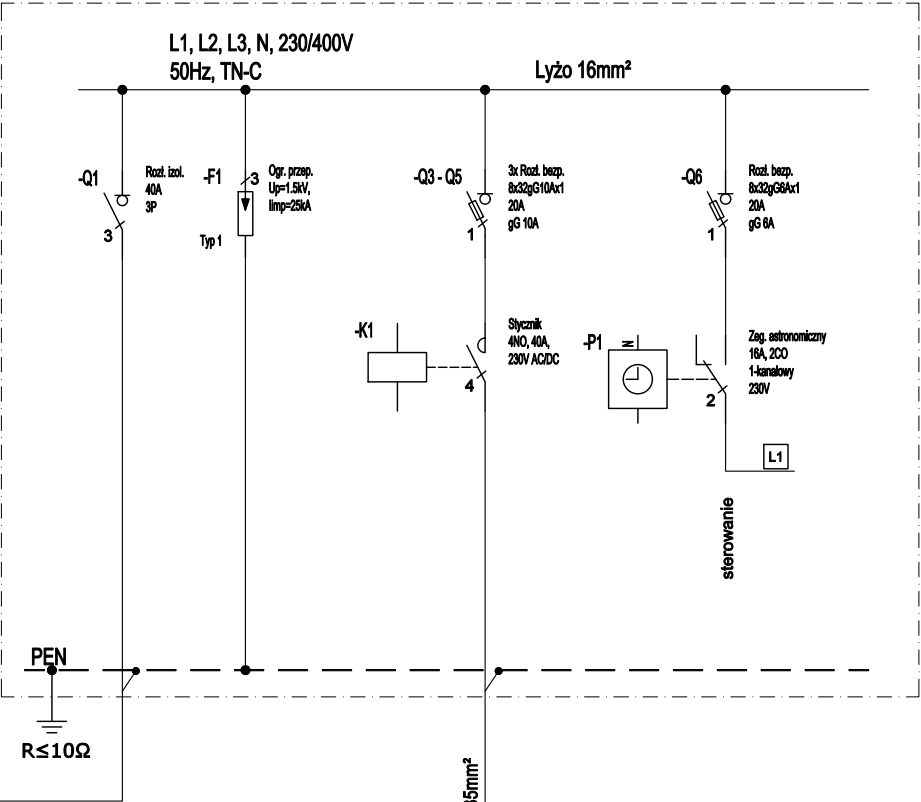 L1, L2, L3, N, 230/400V
50Hz, TN-C
Lyżo 16mm²
-Q1
Rozł. izol.
40A
3P
3
-F1
3
Ogr. przep.
Up=1.5kV,
Iimp=25kA
Typ 1
-Q3 - Q5
3x Rozł. bezp.
8x32gG10Ax1
20A
gG 10A
1
-Q6
Rozł. bezp.
8x32gG6Ax1
20A
gG 6A
1
-K1
Stycznik
4NO, 40A,
230V AC/DC
4
-P1
N
Zeg. astronomiczny
16A, 2CO
1-kanałowy
230V
2
L1
sterowanie
PEN
R≤10Ω